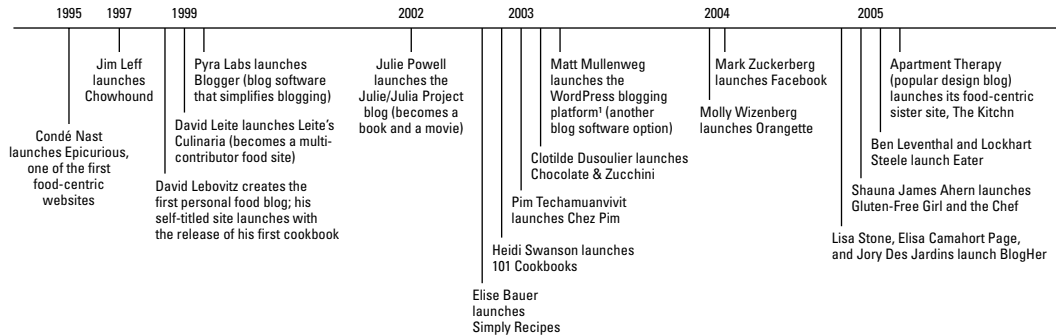 1995 1997 1999 2002 2003 2004 2005
Condé Nast
launches Epicurious,
one of the first
food-centric
websites
Jim Leff
launches
Chowhound
David Lebovitz creates the
first personal food blog; his
self-titled site launches with
the release of his first cookbook
David Leite launches Leite's
Culinaria (becomes a multi-
contributor food site)
Pyra Labs launches
Blogger (blog software
that simplifies blogging)
Julie Powell
launches the
Julie/Julia Project
blog (becomes a
book and a movie)
Elise Bauer
launches
Simply Recipes
Heidi Swanson launches
101 Cookbooks
Pim Techamuanvivit
launches Chez Pim
Clotilde Dusoulier launches
Chocolate & Zucchini
Matt Mullenweg
launches the
WordPress blogging
platform¹ (another
blog software option)
Molly Wizenberg
launches Orangette
Mark Zuckerberg
launches Facebook
Lisa Stone, Elisa Camahort Page,
and Jory Des Jardins launch BlogHer
Shauna James Ahern launches
Gluten-Free Girl and the Chef
Ben Leventhal and Lockhart
Steele launch Eater
Apartment Therapy
(popular design blog)
launches its food-centric
sister site, The Kitchn